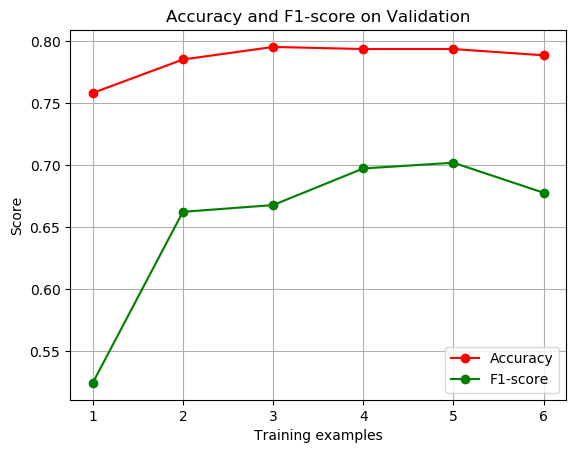 Accuracy and F1-score on Validation
0.80
0.75
0.70
0.65
0.60
0.55
Score
1 2 3 4 5 6
Training examples
Accuracy
F1-score